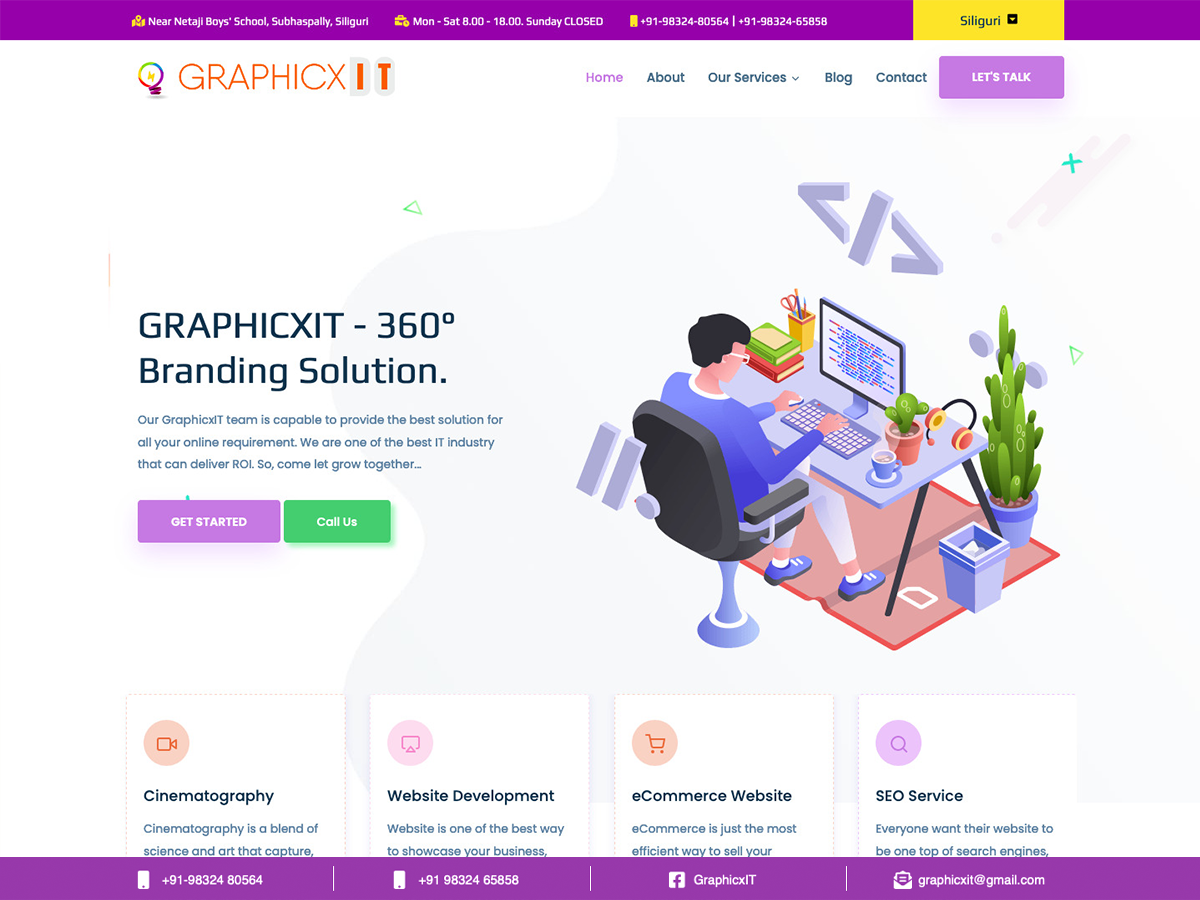 Near Netaji Boys' School, Subhaspally, Siliguri
Mon - Sat 8.00 - 18.00. Sunday CLOSED
+91-98324-80564 | +91-98324-65858
Siliguri
GRAPHICXIT
Home
About
Our Services
Blog
Contact
LET'S TALK
GRAPHICXIT - 360°
Branding Solution.
Our GraphicxIT team is capable to provide the best solution for
all your online requirement. We are one of the best IT industry
that can deliver ROI. So, come let grow together...
GET STARTED
Call Us
Cinematography
Cinematography is a blend of
science and art that capture,
Website Development
Website is one of the best way
to showcase your business,
eCommerce Website
eCommerce is just the most
efficient way to sell your
SEO Service
Everyone want their website to
be one top of search engines,
+91-98324 80564
+91 98324 65858
GraphicxIT
graphicxit@gmail.com